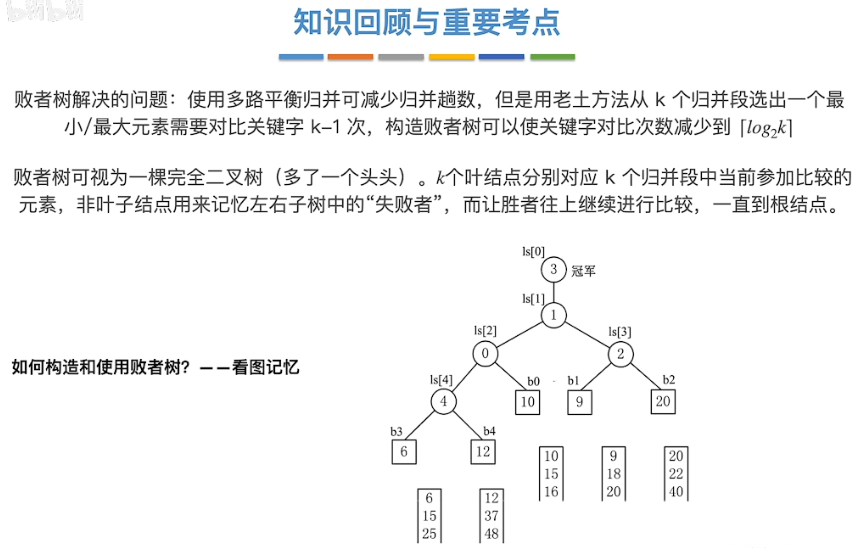 知识回顾与重要考点
败者树解决的问题：使用多路平衡归并可减少归并趟数，但是用老土方法从 k 个归并段选出一个最
小/最大元素需要对比关键字 k–1 次，构造败者树可以使关键字对比次数减少到 ⌈log₂k⌉
败者树可视为一棵完全二叉树（多了一个头头）。k个叶结点分别对应 k 个归并段中当前参加比较的
元素，非叶子结点用来记忆左右子树中的“失败者”，而让胜者往上继续进行比较，一直到根结点。
ls[0]
3 冠军
ls[1]
1
ls[2] ls[3]
0 2
如何构造和使用败者树？——看图记忆
ls[4] b0 b1 b2
4 10 9 20
b3 b4
6 12
10 9 20
15 18 22
16 20 40
6 12
15 37
25 48